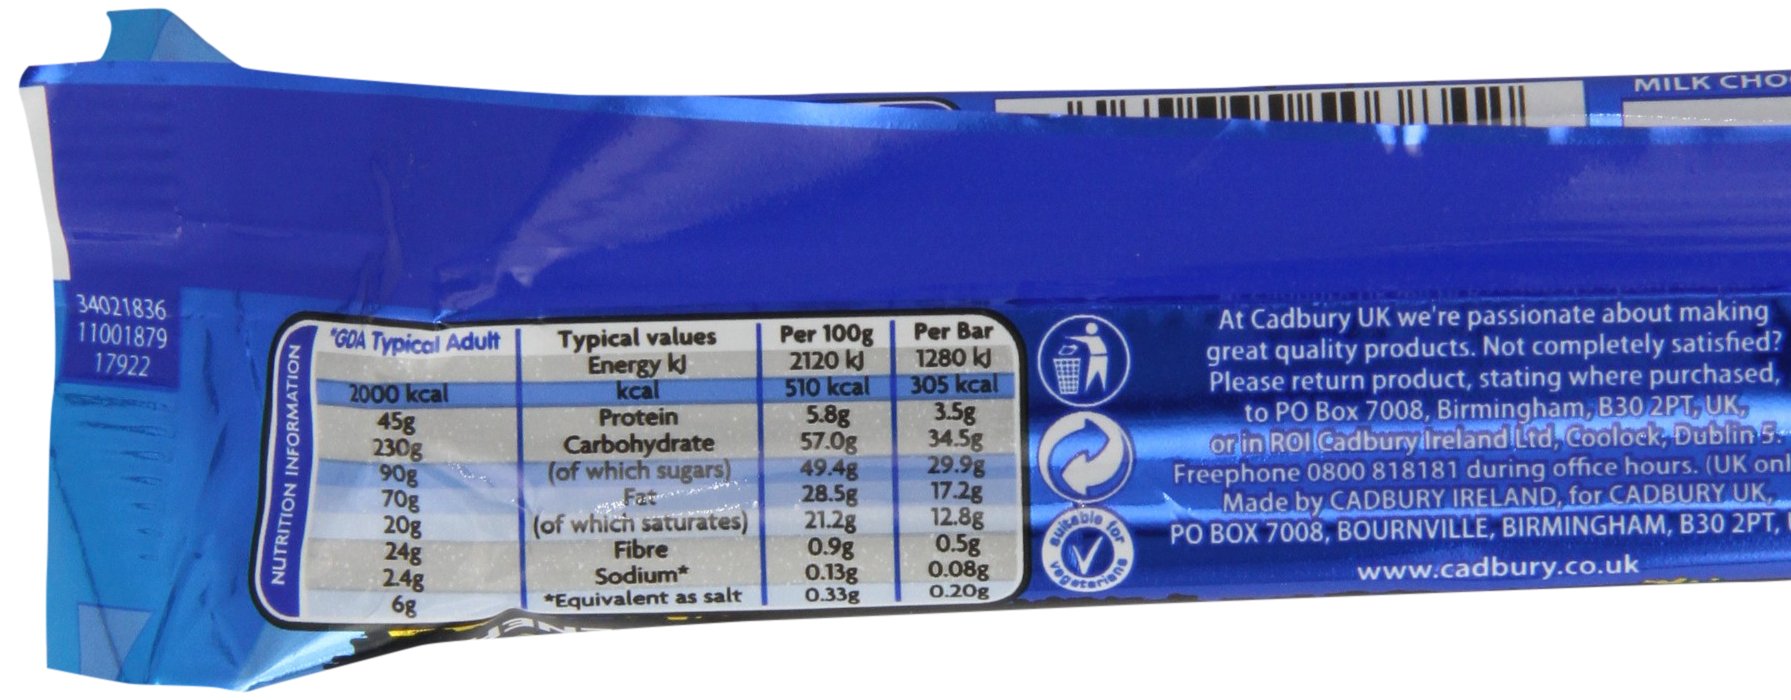 MILK CHO
34021836
11001879
17922
NUTRITION INFORMATION
*GDA Typical Adult Typical values Per 100g Per Bar
Energy kJ 2120 kJ 1280 kJ
2000 kcal kcal 510 kcal 305 kcal
45g Protein 5.8g 3.5g
230g Carbohydrate 57.0g 34.5g
90g (of which sugars) 49.4g 29.9g
70g Fat 28.5g 17.2g
20g (of which saturates) 21.2g 12.8g
24g Fibre 0.9g 0.5g
2.4g Sodium* 0.13g 0.08g
6g *Equivalent as salt 0.33g 0.20g
suitable for
vegetarians
At Cadbury UK we're passionate about making
great quality products. Not completely satisfied?
Please return product, stating where purchased,
to PO Box 7008, Birmingham, B30 2PT, UK,
or in ROI Cadbury Ireland Ltd, Coolock, Dublin 5.
Freephone 0800 818181 during office hours. (UK onl
Made by CADBURY IRELAND, for CADBURY UK,
PO BOX 7008, BOURNVILLE, BIRMINGHAM, B30 2PT,
www.cadbury.co.uk